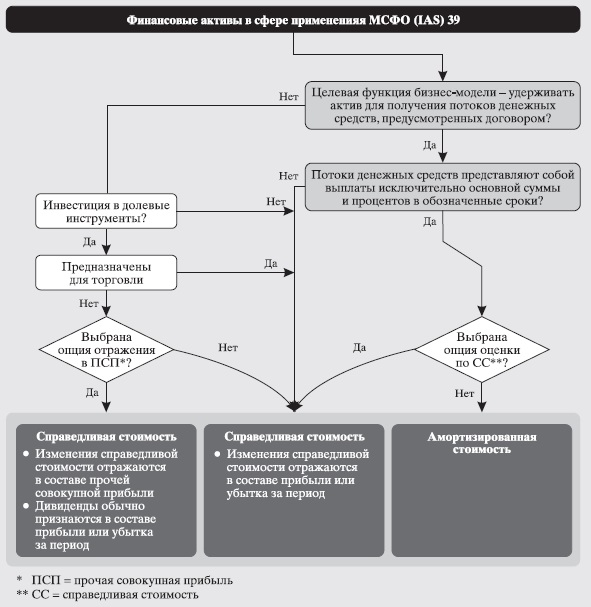 Финансовые активы в сфере примененияя МСФО (IAS) 39
Целевая функция бизнес-модели – удерживать
актив для получения потоков денежных
средств, предусмотренных договором?
Нет
Да
Потоки денежных средств представляют собой
выплаты исключительно основной суммы
и процентов в обозначенные сроки?
Нет
Да
Инвестиция в долевые
инструменты?
Нет
Да
Предназначены
для торговли
Да
Нет
Выбрана
опция отражения
в ПСП*?
Нет
Да
Выбрана
опция оценки
по СС**?
Да
Нет
Справедливая стоимость
● Изменения справедливой
стоимости отражаются
в составе прочей
совокупной прибыли
● Дивиденды обычно
признаются в составе
прибыли или убытка
за период
Справедливая стоимость
● Изменения справедливой
стоимости отражаются
в составе прибыли или
убытка за период
Амортизированная
стоимость
* ПСП = прочая совокупная прибыль
** СС = справедливая стоимость